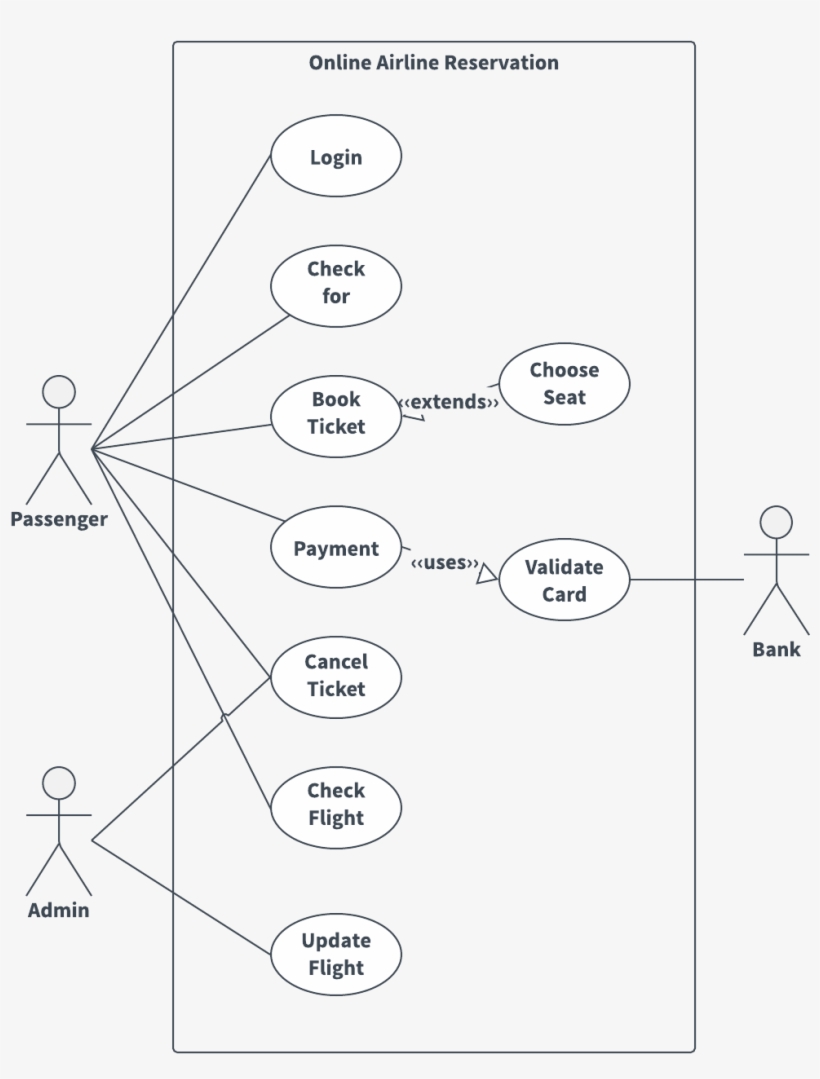 Online Airline Reservation
Login
Check
for
Book
Ticket
‹‹extends››
Choose
Seat
Passenger
Payment
‹‹uses››
Validate
Card
Bank
Cancel
Ticket
Check
Flight
Admin
Update
Flight